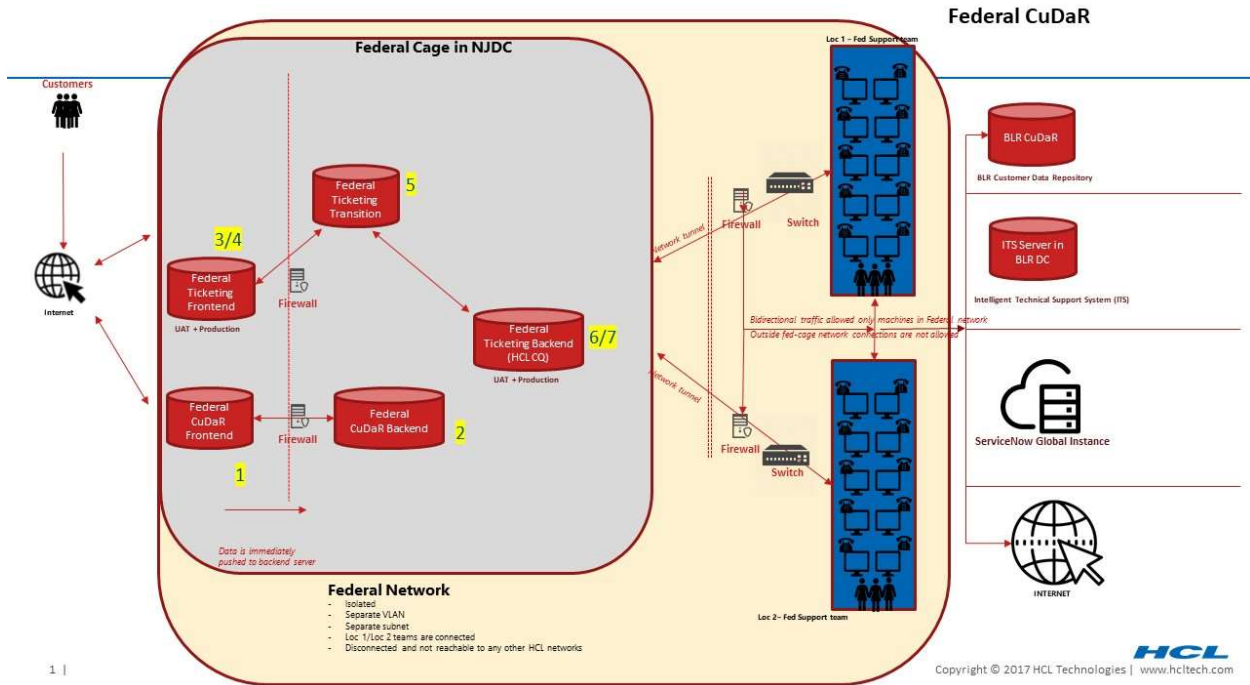 Federal CuDaR
Federal Cage in NJDC
Loc 1 – Fed Support team
Customers
Internet
3/4
Federal
Ticketing
Frontend
UAT + Production
Federal
Ticketing
Transition
5
Firewall
Federal
Ticketing Backend
(HCL CQ)
6/7
UAT + Production
Federal
CuDaR
Frontend
1
Firewall
Federal
CuDaR Backend
2
Data is immediately
pushed to backend server
Network tunnel
Firewall
Switch
Bidirectional traffic allowed only machines in Federal network
Outside fed-cage network connections are not allowed
Network tunnel
Firewall
Switch
Loc 2– Fed Support team
BLR CuDaR
BLR Customer Data Repository
ITS Server in
BLR DC
Intelligent Technical Support System (ITS)
ServiceNow Global Instance
INTERNET
Federal Network
- Isolated
- Separate VLAN
- Separate subnet
- Loc 1/Loc 2 teams are connected
- Disconnected and not reachable to any other HCL networks
1 |
HCL
Copyright © 2017 HCL Technologies | www.hcltech.com